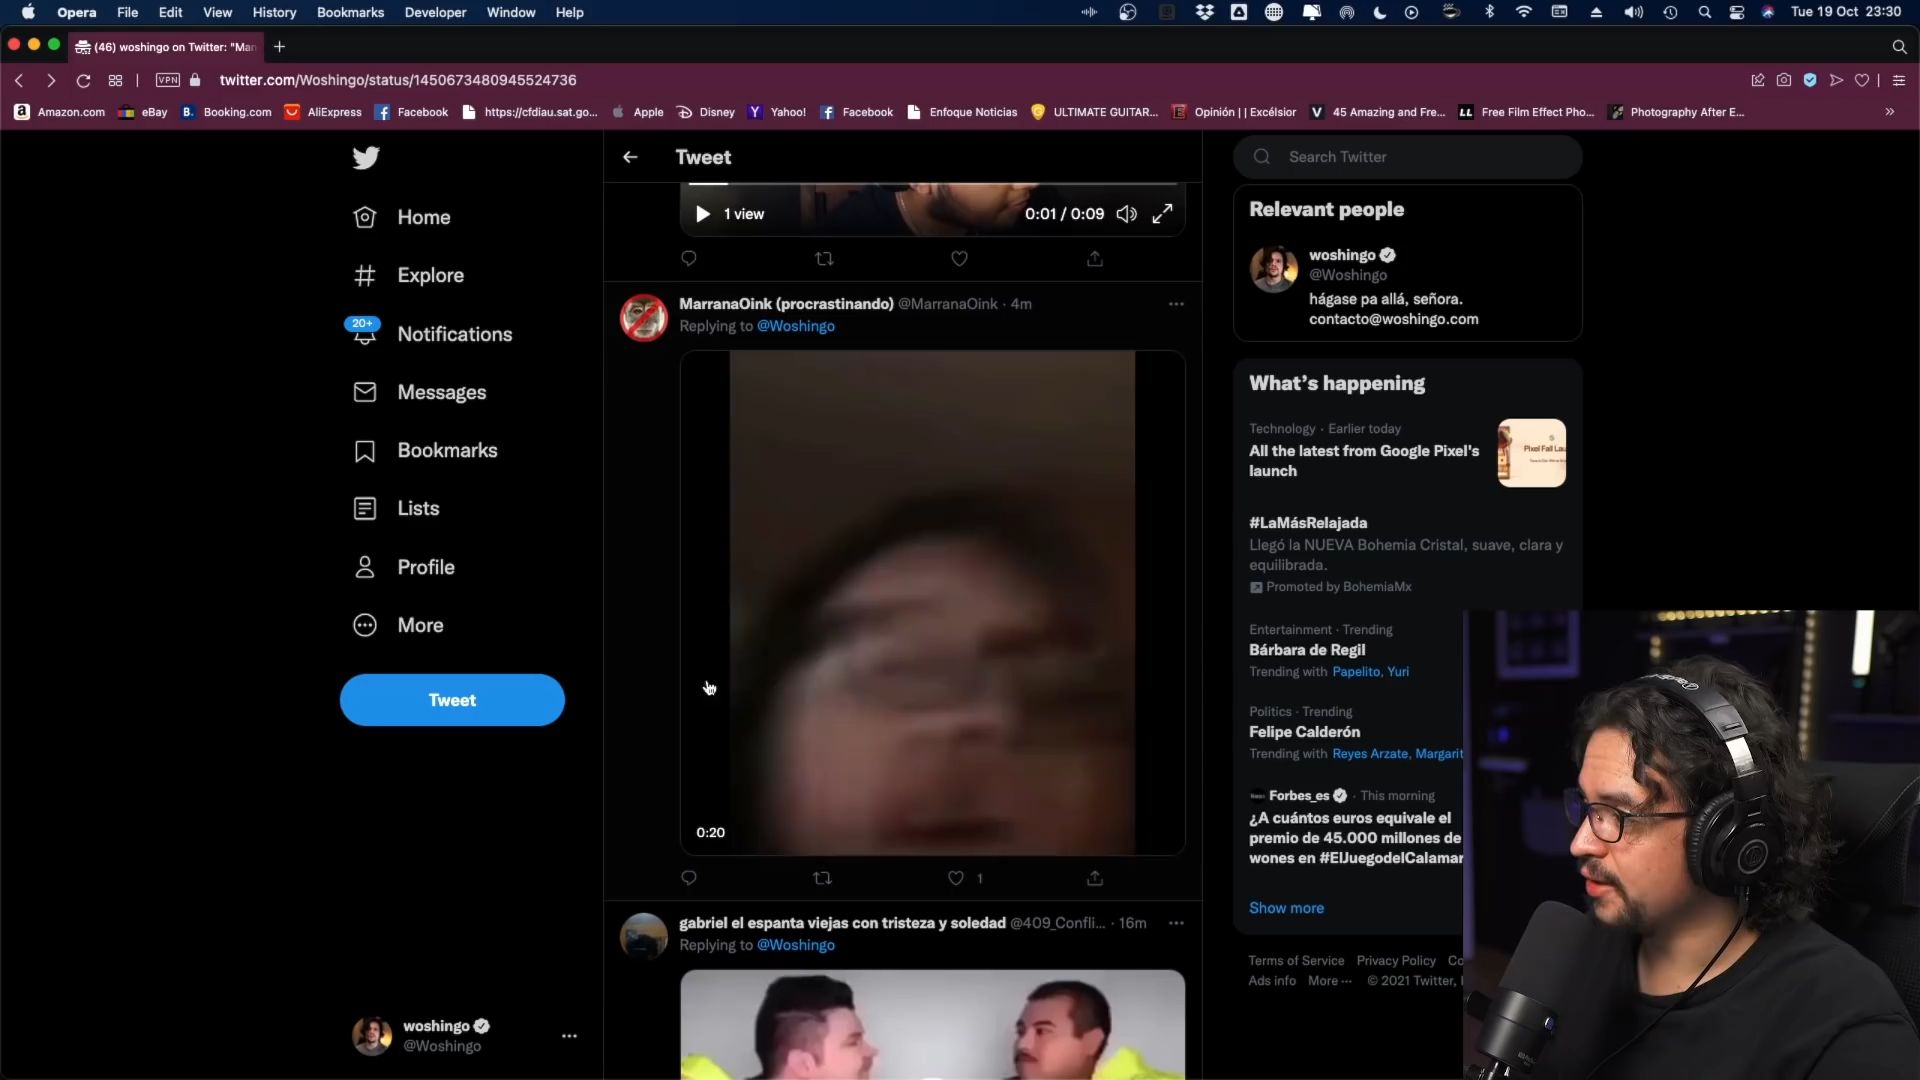 Opera File Edit View History Bookmarks Developer Window Help
Tue 19 Oct 23:30
(46) woshingo on Twitter: "Mar
VPN
twitter.com/Woshingo/status/1450673480945524736
Amazon.com eBay Booking.com AliExpress Facebook https://cfdiau.sat.go... Apple Disney Yahoo! Facebook Enfoque Noticias ULTIMATE GUITAR... Opinión || Excélsior 45 Amazing and Fre... Free Film Effect Pho... Photography After E...
Home
Explore
20+
Notifications
Messages
Bookmarks
Lists
Profile
More
Tweet
woshingo
@Woshingo
Tweet
1 view
0:01 / 0:09
MarranaOink (procrastinando) @MarranaOink · 4m
Replying to @Woshingo
0:20
1
gabriel el espanta viejas con tristeza y soledad @409_Confli... · 16m
Replying to @Woshingo
Search Twitter
Relevant people
woshingo
@Woshingo
hágase pa allá, señora.
contacto@woshingo.com
What's happening
Technology · Earlier today
All the latest from Google Pixel's
launch
Pixel Fall Lau
#LaMásRelajada
Llegó la NUEVA Bohemia Cristal, suave, clara y
equilibrada.
Promoted by BohemiaMx
Entertainment · Trending
Bárbara de Regil
Trending with Papelito, Yuri
Politics · Trending
Felipe Calderón
Trending with Reyes Arzate, Margarit
Forbes_es · This morning
¿A cuántos euros equivale el
premio de 45.000 millones de
wones en #ElJuegodelCalamar
Show more
Terms of Service Privacy Policy Co
Ads info More ··· © 2021 Twitter, I